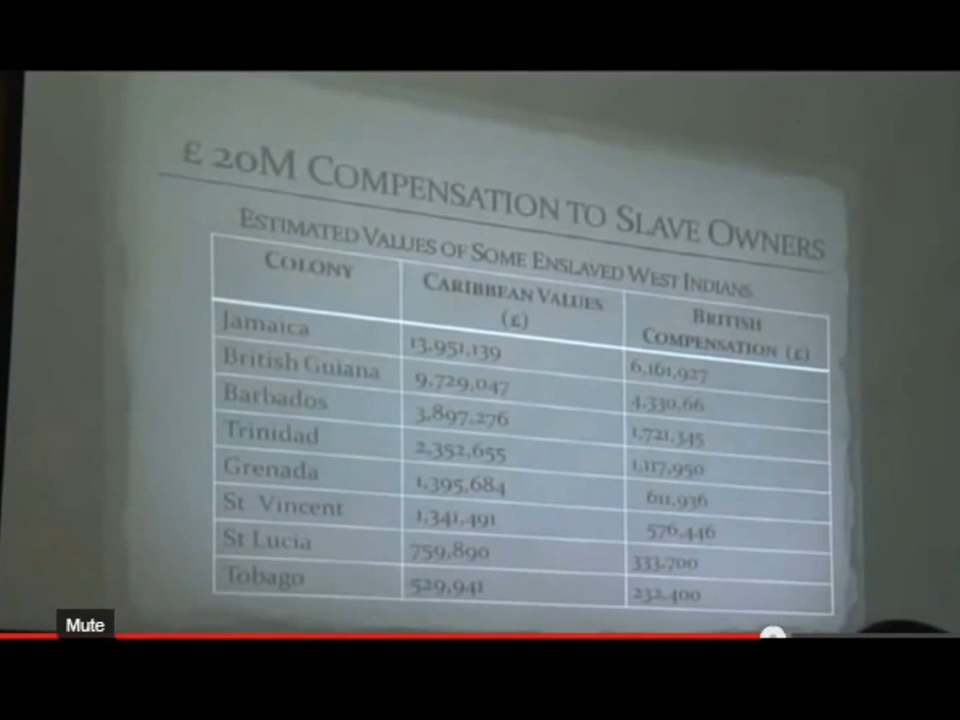 £ 20M COMPENSATION TO SLAVE OWNERS
ESTIMATED VALUES OF SOME ENSLAVED WEST INDIANS
COLONY CARIBBEAN VALUES (£) BRITISH COMPENSATION (£)
Jamaica 13,951,139 6,161,927
British Guiana 9,729,047 4,330,66
Barbados 3,897,276 1,721,345
Trinidad 2,352,655 1,117,950
Grenada 1,395,684 611,936
St Vincent 1,341,491 576,446
St Lucia 759,890 333,700
Tobago 529,941 232,400
Mute